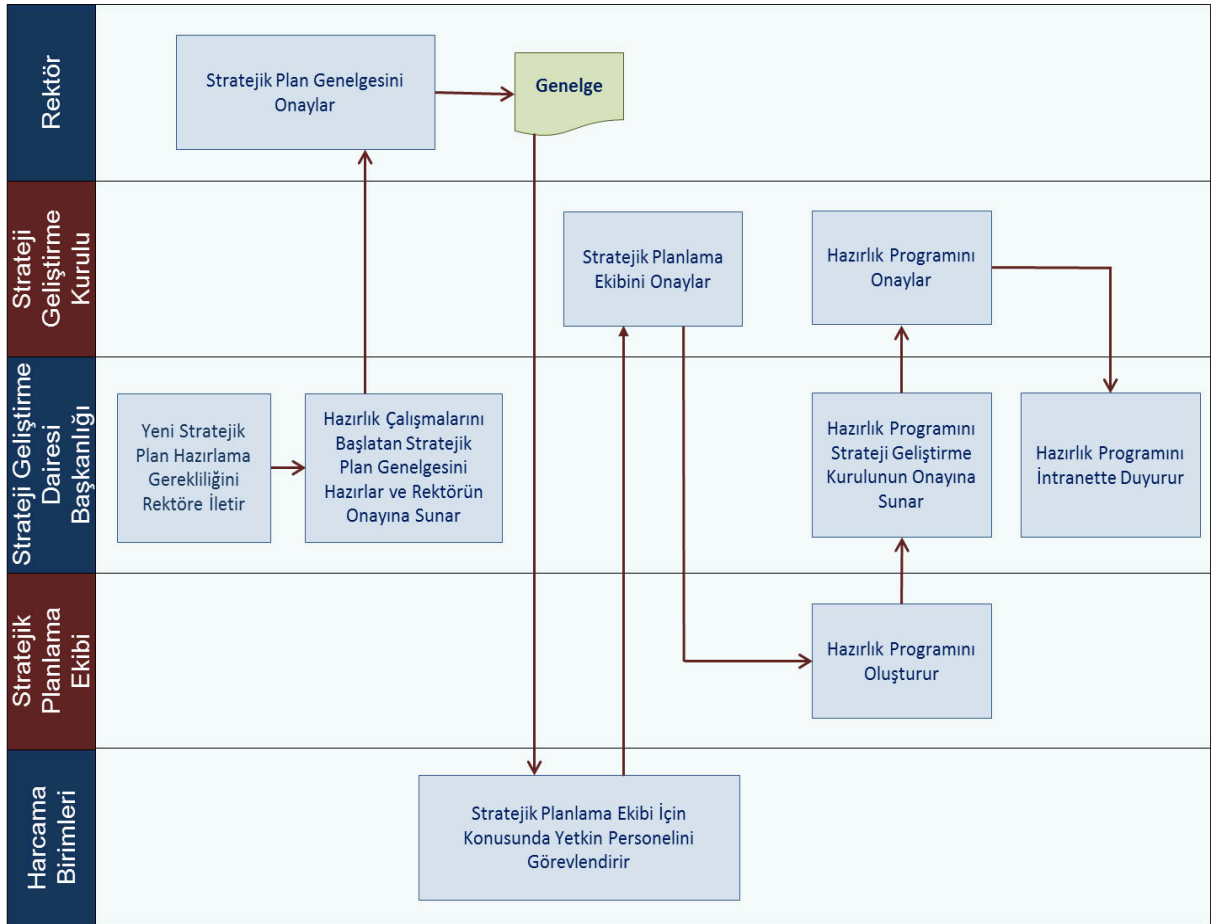 Rektör
Stratejik Plan Genelgesini
Onaylar
Genelge
Strateji
Geliştirme
Kurulu
Stratejik Planlama
Ekibini Onaylar
Hazırlık Programını
Onaylar
Strateji Geliştirme
Dairesi
Başkanlığı
Yeni Stratejik
Plan Hazırlama
Gerekliliğini
Rektöre İletir
Hazırlık Çalışmalarını
Başlatan Stratejik
Plan Genelgesini
Hazırlar ve Rektörün
Onayına Sunar
Hazırlık Programını
Strateji Geliştirme
Kurulunun Onayına
Sunar
Hazırlık Programını
İntranette Duyurur
Stratejik
Planlama
Ekibi
Hazırlık Programını
Oluşturur
Harcama
Birimleri
Stratejik Planlama Ekibi İçin
Konusunda Yetkin Personelini
Görevlendirir